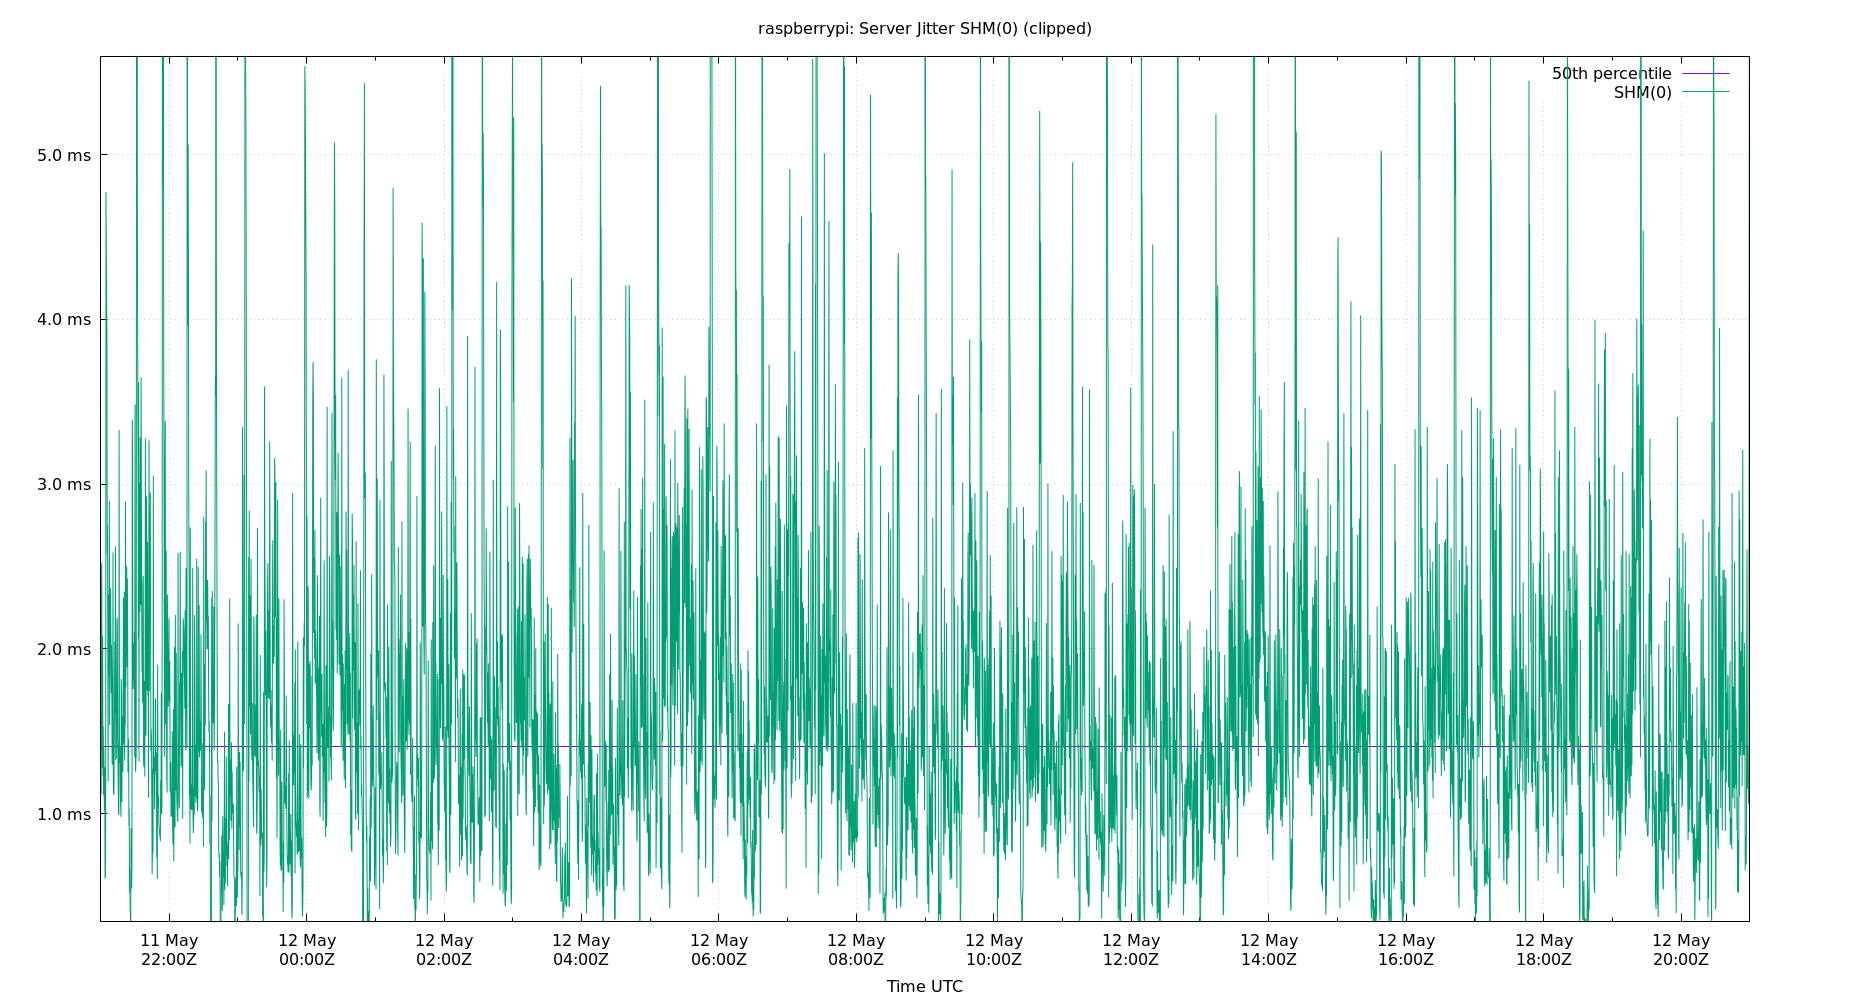 raspberrypi: Server Jitter SHM(0) (clipped)
50th percentile
SHM(0)
5.0 ms
4.0 ms
3.0 ms
2.0 ms
1.0 ms
11 May 12 May 12 May 12 May 12 May 12 May 12 May 12 May 12 May 12 May 12 May 12 May
22:00Z 00:00Z 02:00Z 04:00Z 06:00Z 08:00Z 10:00Z 12:00Z 14:00Z 16:00Z 18:00Z 20:00Z
Time UTC